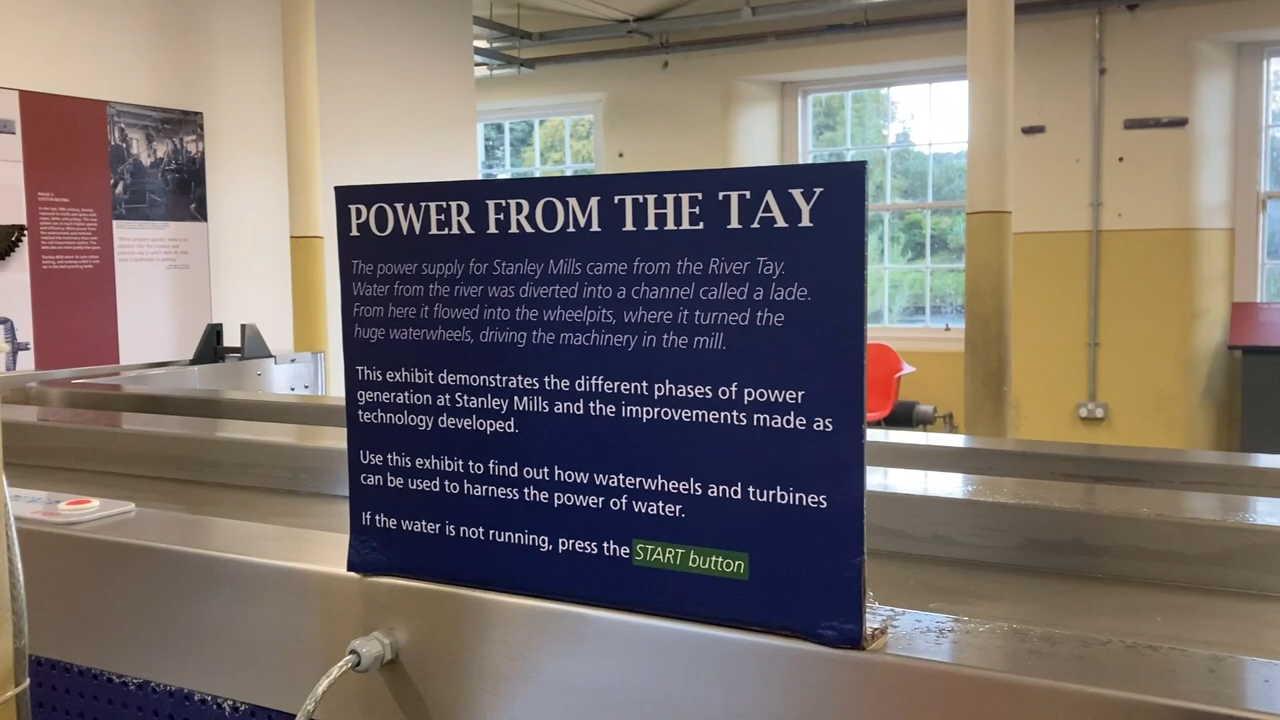 POWER FROM THE TAY
The power supply for Stanley Mills came from the River Tay.
Water from the river was diverted into a channel called a lade.
From here it flowed into the wheelpits, where it turned the
huge waterwheels, driving the machinery in the mill.
This exhibit demonstrates the different phases of power
generation at Stanley Mills and the improvements made as
technology developed.
Use this exhibit to find out how waterwheels and turbines
can be used to harness the power of water.
If the water is not running, press the START button